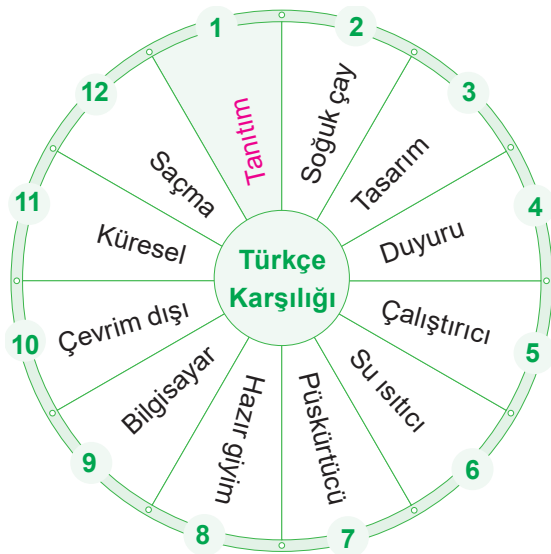 1
Tanıtım
2
Soğuk çay
3
Tasarım
4
Duyuru
5
Çalıştırıcı
6
Su ısıtıcı
7
Püskürtücü
8
Hazır giyim
9
Bilgisayar
10
Çevrim dışı
11
Küresel
12
Saçma
Türkçe
Karşılığı